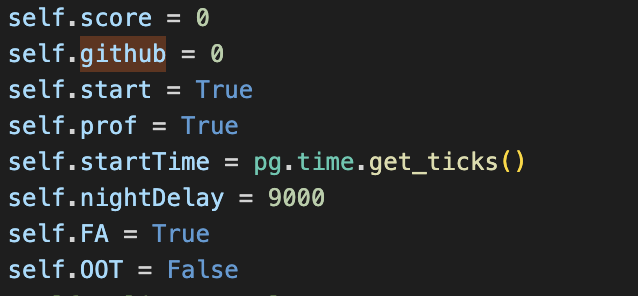 self.score = 0
self.github = 0
self.start = True
self.prof = True
self.startTime = pg.time.get_ticks()
self.nightDelay = 9000
self.FA = True
self.OOT = False